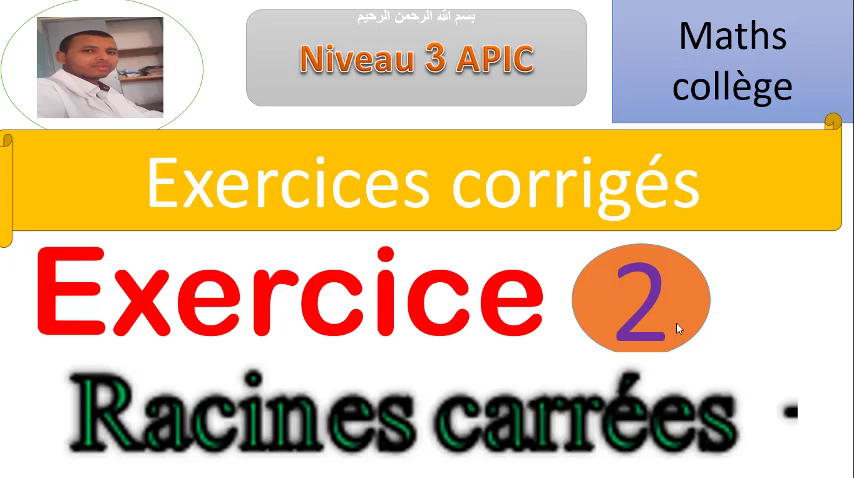 بسم الله الرحمن الرحيم
Niveau 3 APIC
Maths
collège
Exercices corrigés
Exercice 2
Racines carrées -